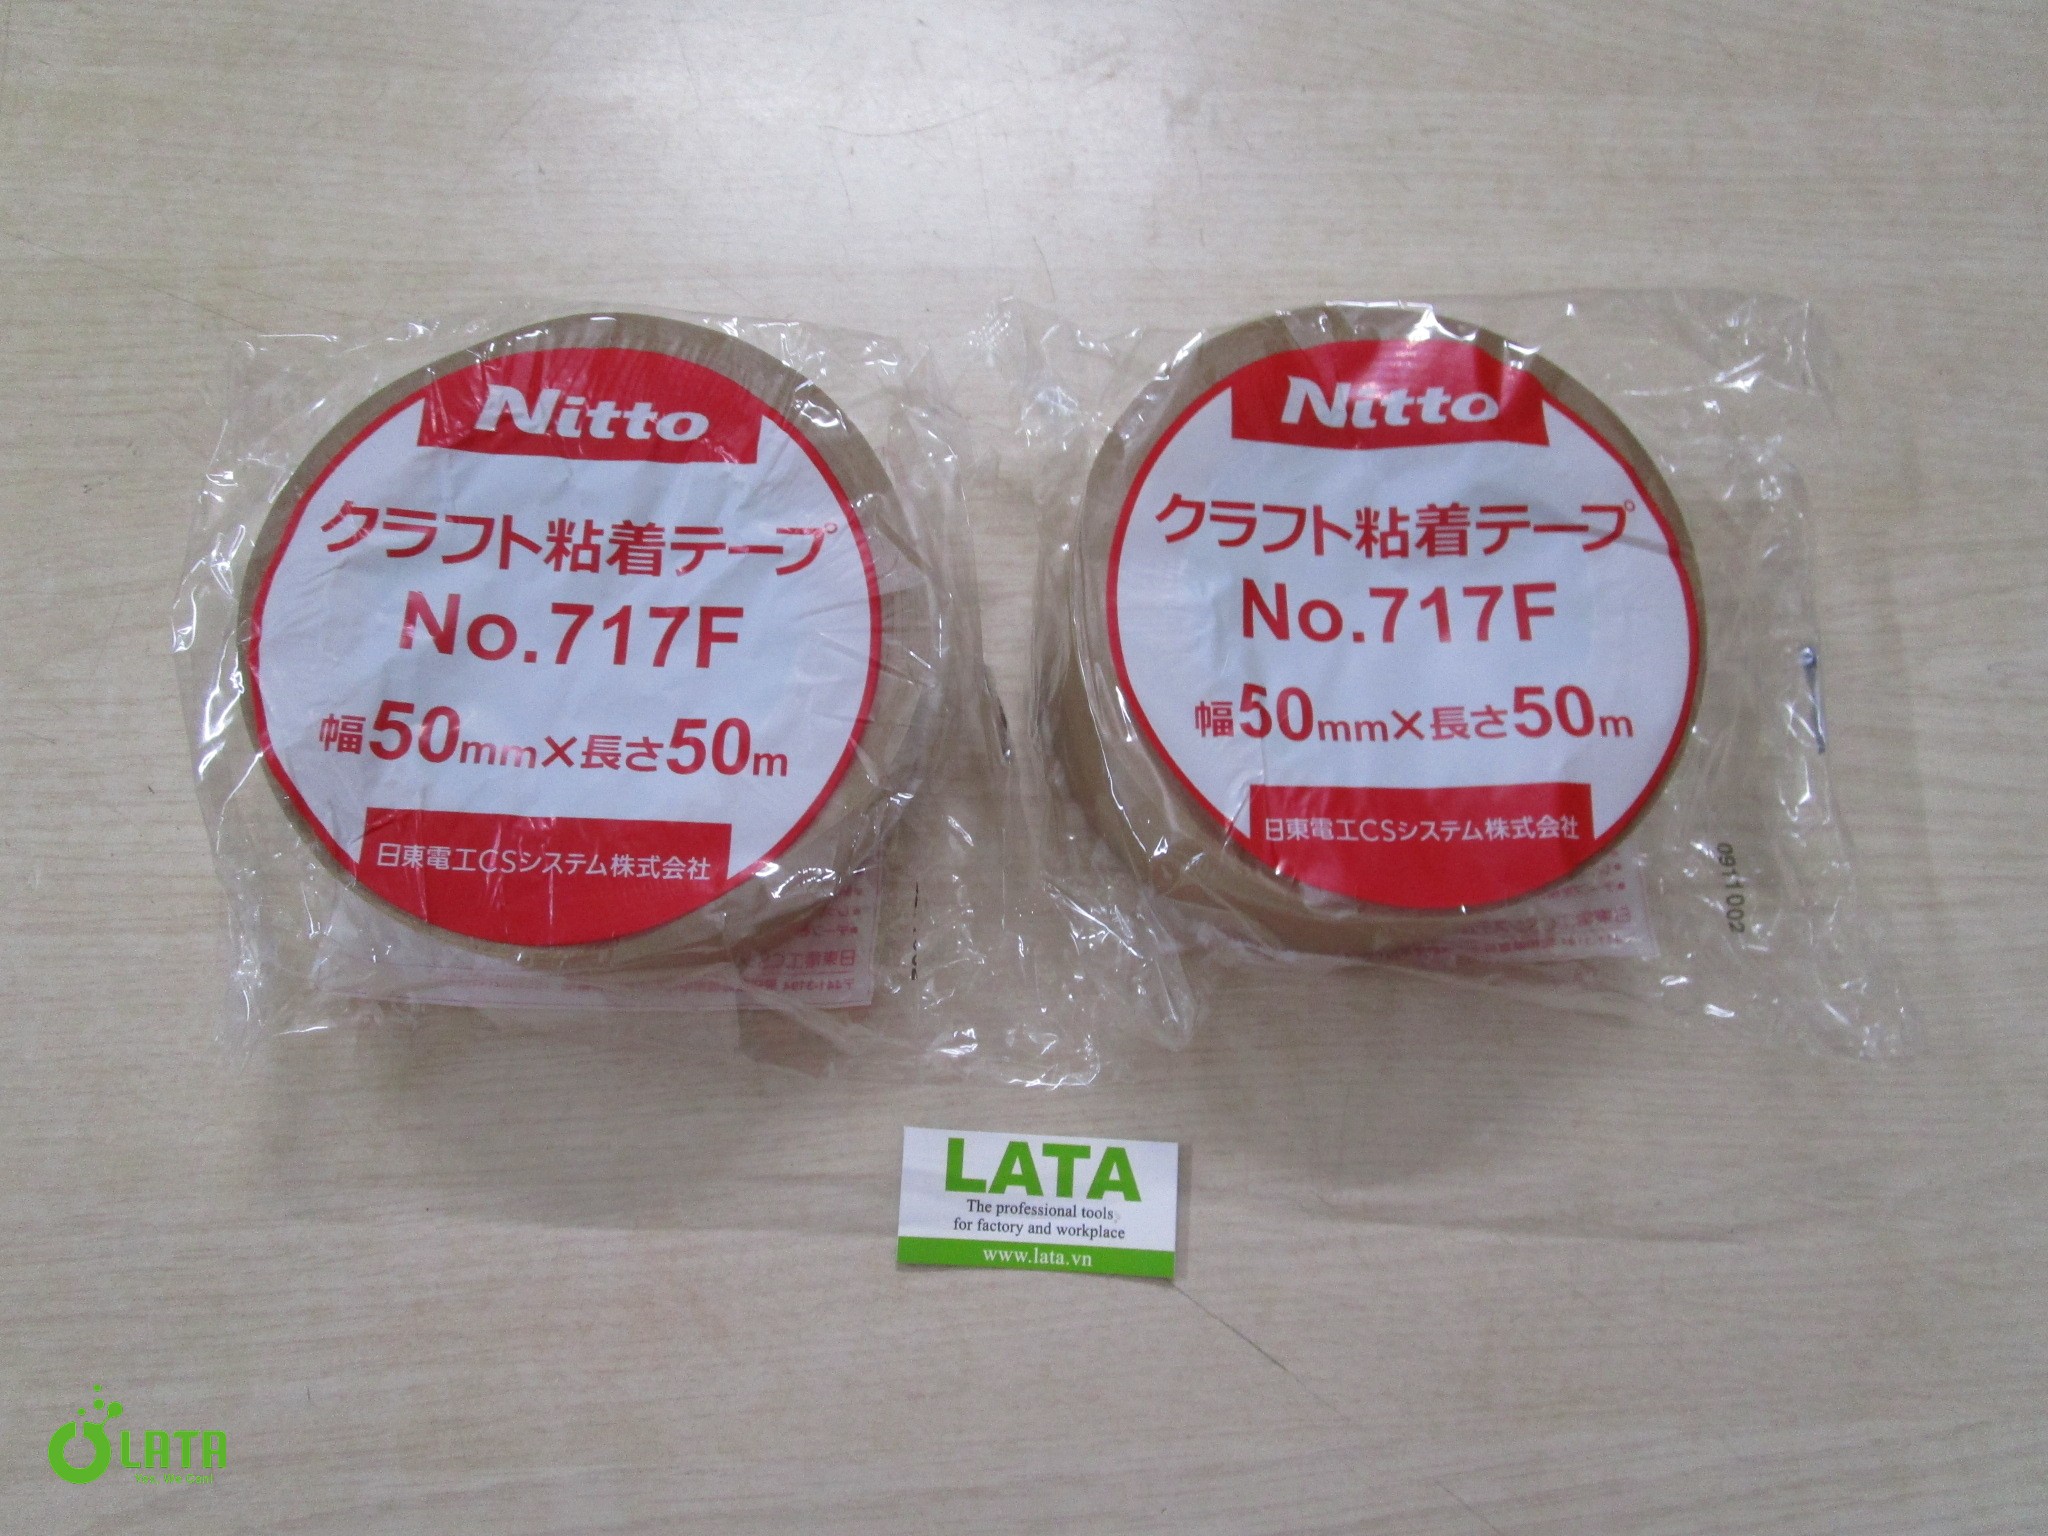 Nitto
クラフト粘着テープ
No.717F
幅50mm×長さ50m
日東電工CSシステム株式会社
Nitto
クラフト粘着テープ
No.717F
幅50mm×長さ50m
日東電工CSシステム株式会社
0911002
LATA
The professional tools
for factory and workplace
www.lata.vn
LATA